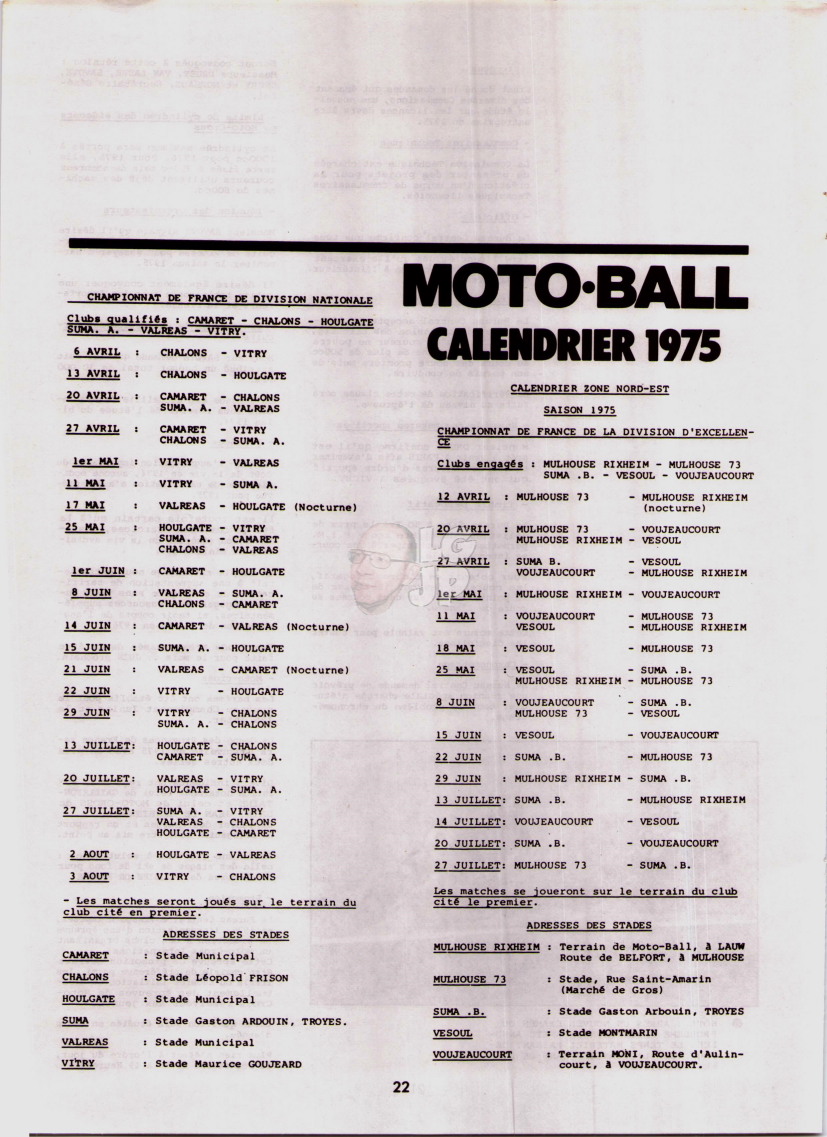 MOTO•BALL
CALENDRIER 1975
CHAMPIONNAT DE FRANCE DE DIVISION NATIONALE
Clubs qualifiés : CAMARET - CHALONS - HOULGATE
SUMA. A. - VALREAS - VITRY.
6 AVRIL : CHALONS - VITRY
13 AVRIL : CHALONS - HOULGATE
20 AVRIL : CAMARET - CHALONS
SUMA. A. - VALREAS
27 AVRIL : CAMARET - VITRY
CHALONS - SUMA. A.
1er MAI : VITRY - VALREAS
11 MAI : VITRY - SUMA A.
17 MAI : VALREAS - HOULGATE (Nocturne)
25 MAI : HOULGATE - VITRY
SUMA. A. - CAMARET
CHALONS - VALREAS
1er JUIN : CAMARET - HOULGATE
8 JUIN : VALREAS - SUMA. A.
CHALONS - CAMARET
14 JUIN : CAMARET - VALREAS (Nocturne)
15 JUIN : SUMA. A. - HOULGATE
21 JUIN : VALREAS - CAMARET (Nocturne)
22 JUIN : VITRY - HOULGATE
29 JUIN : VITRY - CHALONS
SUMA. A. - CHALONS
13 JUILLET: HOULGATE - CHALONS
CAMARET - SUMA. A.
20 JUILLET: VALREAS - VITRY
HOULGATE - SUMA. A.
27 JUILLET: SUMA A. - VITRY
VALREAS - CHALONS
HOULGATE - CAMARET
2 AOUT : HOULGATE - VALREAS
3 AOUT : VITRY - CHALONS
- Les matches seront joués sur le terrain du
club cité en premier.
ADRESSES DES STADES
CAMARET : Stade Municipal
CHALONS : Stade Léopold FRISON
HOULGATE : Stade Municipal
SUMA : Stade Gaston ARDOUIN, TROYES.
VALREAS : Stade Municipal
VITRY : Stade Maurice GOUJEARD
CALENDRIER ZONE NORD-EST
SAISON 1975
CHAMPIONNAT DE FRANCE DE LA DIVISION D'EXCELLEN-
CE
Clubs engagés : MULHOUSE RIXHEIM - MULHOUSE 73
SUMA .B. - VESOUL - VOUJEAUCOURT
12 AVRIL : MULHOUSE 73 - MULHOUSE RIXHEIM
(nocturne)
20 AVRIL : MULHOUSE 73 - VOUJEAUCOURT
MULHOUSE RIXHEIM - VESOUL
27 AVRIL : SUMA B. - VESOUL
VOUJEAUCOURT - MULHOUSE RIXHEIM
1er MAI : MULHOUSE RIXHEIM - VOUJEAUCOURT
11 MAI : VOUJEAUCOURT - MULHOUSE 73
VESOUL - MULHOUSE RIXHEIM
18 MAI : VESOUL - MULHOUSE 73
25 MAI : VESOUL - SUMA .B.
MULHOUSE RIXHEIM - MULHOUSE 73
8 JUIN : VOUJEAUCOURT - SUMA .B.
MULHOUSE 73 - VESOUL
15 JUIN : VESOUL - VOUJEAUCOURT
22 JUIN : SUMA .B. - MULHOUSE 73
29 JUIN : MULHOUSE RIXHEIM - SUMA .B.
13 JUILLET: SUMA .B. - MULHOUSE RIXHEIM
14 JUILLET: VOUJEAUCOURT - VESOUL
20 JUILLET: SUMA .B. - VOUJEAUCOURT
27 JUILLET: MULHOUSE 73 - SUMA .B.
Les matches se joueront sur le terrain du club
cité le premier.
ADRESSES DES STADES
MULHOUSE RIXHEIM : Terrain de Moto-Ball, à LAUW
Route de BELFORT, à MULHOUSE
MULHOUSE 73 : Stade, Rue Saint-Amarin
(Marché de Gros)
SUMA .B. : Stade Gaston Arbouin, TROYES
VESOUL : Stade MONTMARIN
VOUJEAUCOURT : Terrain MONI, Route d'Aulin-
court, à VOUJEAUCOURT.
22
LG
JP